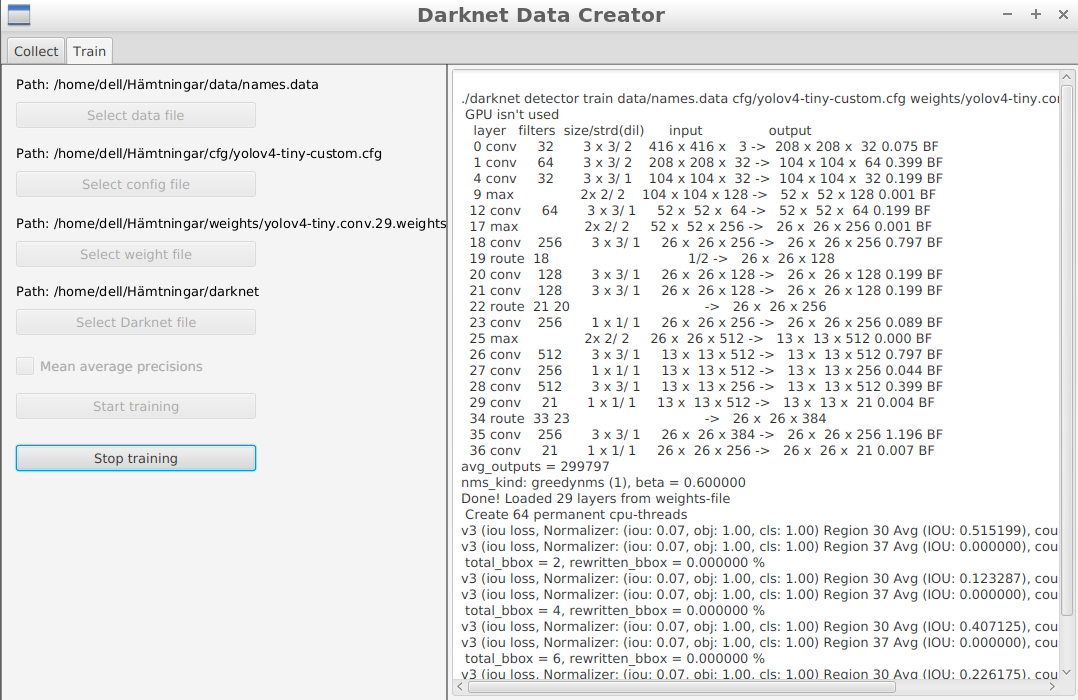 Darknet Data Creator
Collect
Train
Path: /home/dell/Hämtningar/data/names.data
Select data file
Path: /home/dell/Hämtningar/cfg/yolov4-tiny-custom.cfg
Select config file
Path: /home/dell/Hämtningar/weights/yolov4-tiny.conv.29.weights
Select weight file
Path: /home/dell/Hämtningar/darknet
Select Darknet file
Mean average precisions
Start training
Stop training
./darknet detector train data/names.data cfg/yolov4-tiny-custom.cfg weights/yolov4-tiny.co
GPU isn't used
layer filters size/strd(dil) input output
0 conv 32 3 x 3/ 2 416 x 416 x 3 -> 208 x 208 x 32 0.075 BF
1 conv 64 3 x 3/ 2 208 x 208 x 32 -> 104 x 104 x 64 0.399 BF
4 conv 32 3 x 3/ 1 104 x 104 x 32 -> 104 x 104 x 32 0.199 BF
9 max 2x 2/ 2 104 x 104 x 128 -> 52 x 52 x 128 0.001 BF
12 conv 64 3 x 3/ 1 52 x 52 x 64 -> 52 x 52 x 64 0.199 BF
17 max 2x 2/ 2 52 x 52 x 256 -> 26 x 26 x 256 0.001 BF
18 conv 256 3 x 3/ 1 26 x 26 x 256 -> 26 x 26 x 256 0.797 BF
19 route 18 1/2 -> 26 x 26 x 128
20 conv 128 3 x 3/ 1 26 x 26 x 128 -> 26 x 26 x 128 0.199 BF
21 conv 128 3 x 3/ 1 26 x 26 x 128 -> 26 x 26 x 128 0.199 BF
22 route 21 20 -> 26 x 26 x 256
23 conv 256 1 x 1/ 1 26 x 26 x 256 -> 26 x 26 x 256 0.089 BF
25 max 2x 2/ 2 26 x 26 x 512 -> 13 x 13 x 512 0.000 BF
26 conv 512 3 x 3/ 1 13 x 13 x 512 -> 13 x 13 x 512 0.797 BF
27 conv 256 1 x 1/ 1 13 x 13 x 512 -> 13 x 13 x 256 0.044 BF
28 conv 512 3 x 3/ 1 13 x 13 x 256 -> 13 x 13 x 512 0.399 BF
29 conv 21 1 x 1/ 1 13 x 13 x 512 -> 13 x 13 x 21 0.004 BF
34 route 33 23 -> 26 x 26 x 384
35 conv 256 3 x 3/ 1 26 x 26 x 384 -> 26 x 26 x 256 1.196 BF
36 conv 21 1 x 1/ 1 26 x 26 x 256 -> 26 x 26 x 21 0.007 BF
avg_outputs = 299797
nms_kind: greedynms (1), beta = 0.600000
Done! Loaded 29 layers from weights-file
Create 64 permanent cpu-threads
v3 (iou loss, Normalizer: (iou: 0.07, obj: 1.00, cls: 1.00) Region 30 Avg (IOU: 0.515199), cou
v3 (iou loss, Normalizer: (iou: 0.07, obj: 1.00, cls: 1.00) Region 37 Avg (IOU: 0.000000), cou
total_bbox = 2, rewritten_bbox = 0.000000 %
v3 (iou loss, Normalizer: (iou: 0.07, obj: 1.00, cls: 1.00) Region 30 Avg (IOU: 0.123287), cou
v3 (iou loss, Normalizer: (iou: 0.07, obj: 1.00, cls: 1.00) Region 37 Avg (IOU: 0.000000), cou
total_bbox = 4, rewritten_bbox = 0.000000 %
v3 (iou loss, Normalizer: (iou: 0.07, obj: 1.00, cls: 1.00) Region 30 Avg (IOU: 0.407125), cou
v3 (iou loss, Normalizer: (iou: 0.07, obj: 1.00, cls: 1.00) Region 37 Avg (IOU: 0.000000), cou
total_bbox = 6, rewritten_bbox = 0.000000 %
v3 (iou loss, Normalizer: (iou: 0.07, obj: 1.00, cls: 1.00) Region 30 Avg (IOU: 0.226175), cou